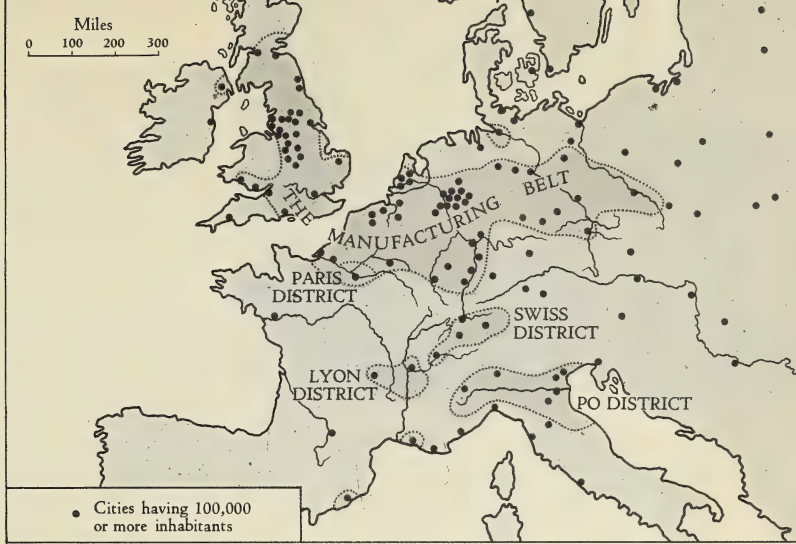 Miles
0 100 200 300
THE
MANUFACTURING
BELT
PARIS
DISTRICT
SWISS
DISTRICT
LYON
DISTRICT
PO DISTRICT
Cities having 100,000
or more inhabitants